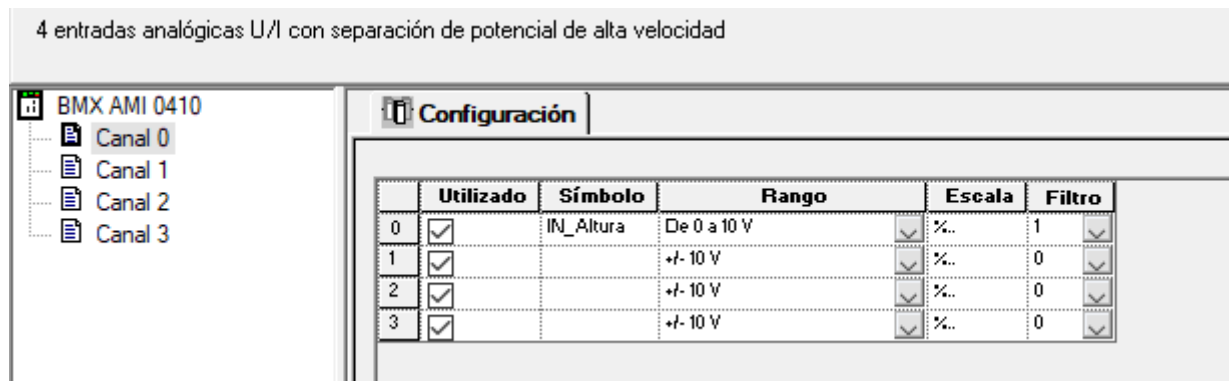 4 entradas analógicas U/I con separación de potencial de alta velocidad
BMX AMI 0410
Canal 0
Canal 1
Canal 2
Canal 3
Configuración
Utilizado Símbolo Rango Escala Filtro
0 IN_Altura De 0 a 10 V %.. 1
1 +/- 10 V %.. 0
2 +/- 10 V %.. 0
3 +/- 10 V %.. 0